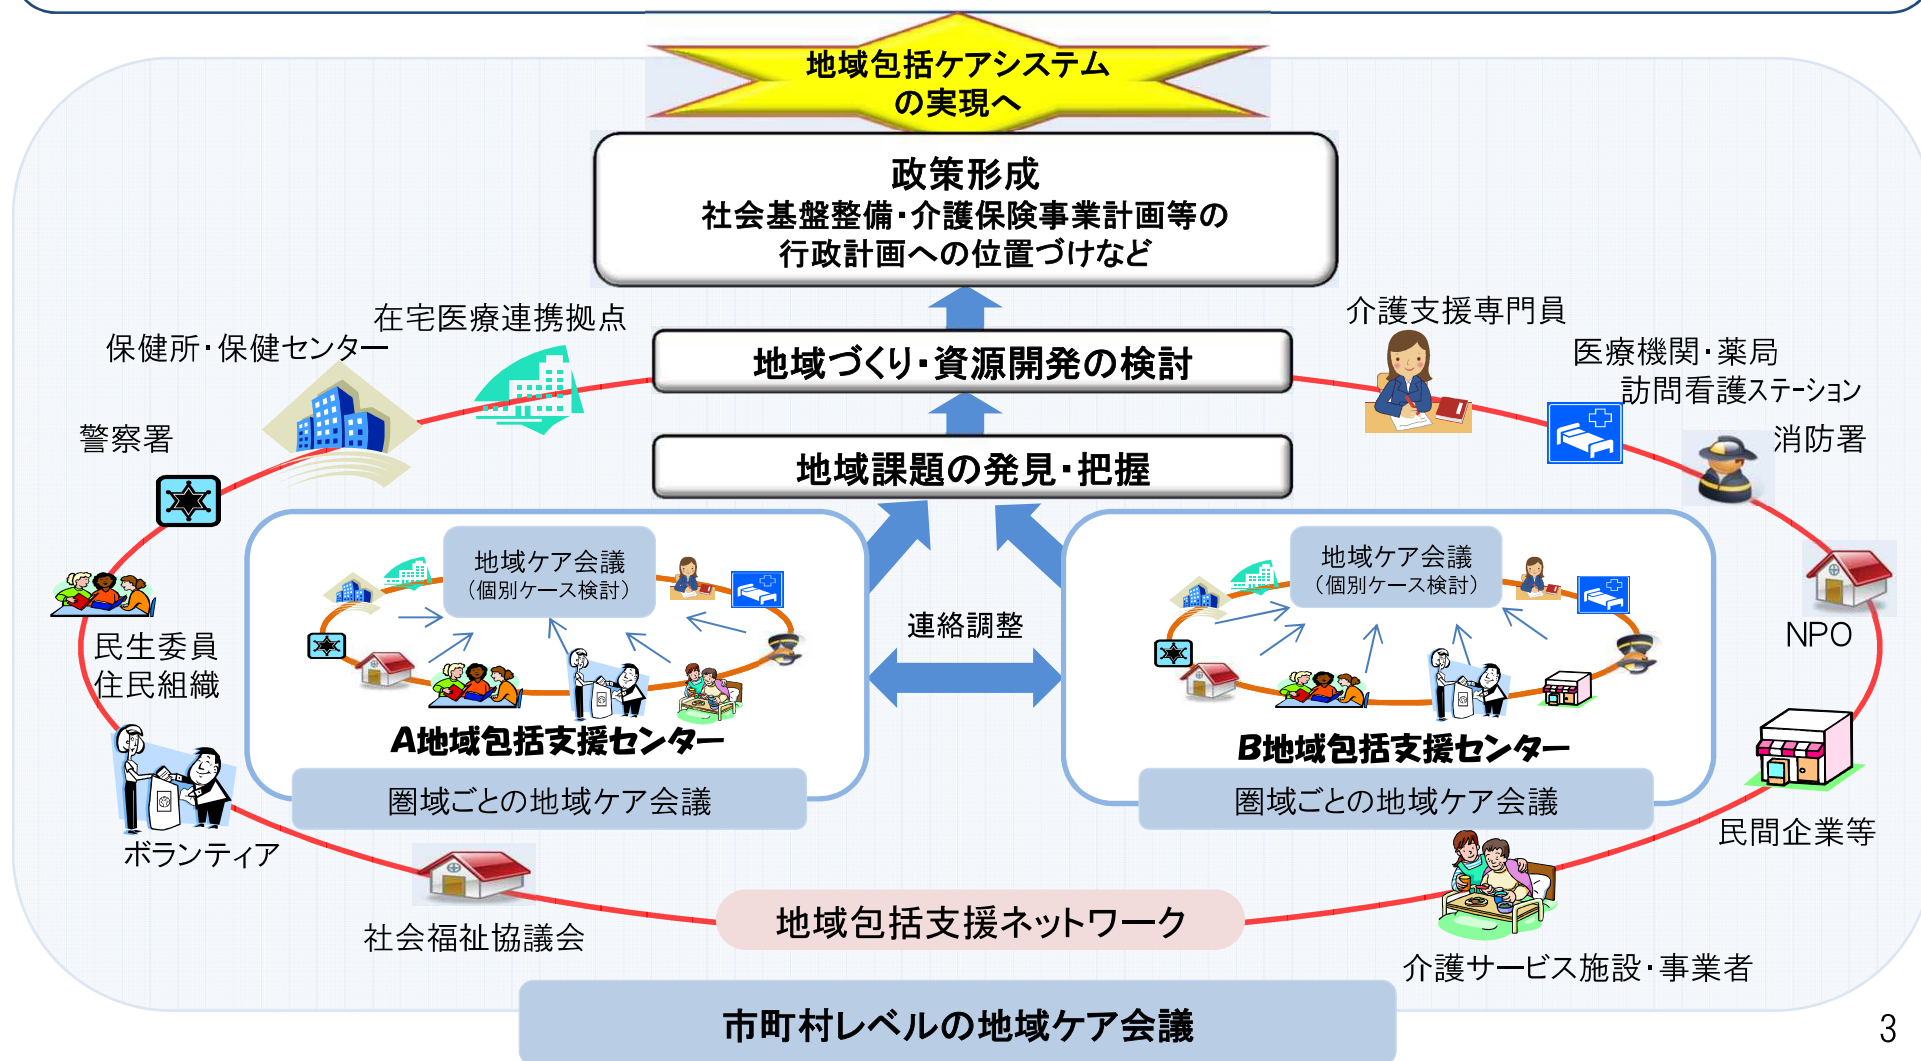 地域包括ケアシステム
の実現へ
政策形成
社会基盤整備・介護保険事業計画等の
行政計画への位置づけなど
在宅医療連携拠点
保健所・保健センター
介護支援専門員
医療機関・薬局
訪問看護ステーション
地域づくり・資源開発の検討
警察署
消防署
地域課題の発見・把握
地域ケア会議
（個別ケース検討）
地域ケア会議
（個別ケース検討）
連絡調整
民生委員
住民組織
NPO
A地域包括支援センター
B地域包括支援センター
圏域ごとの地域ケア会議
圏域ごとの地域ケア会議
ボランティア
民間企業等
社会福祉協議会
地域包括支援ネットワーク
介護サービス施設・事業者
市町村レベルの地域ケア会議
3